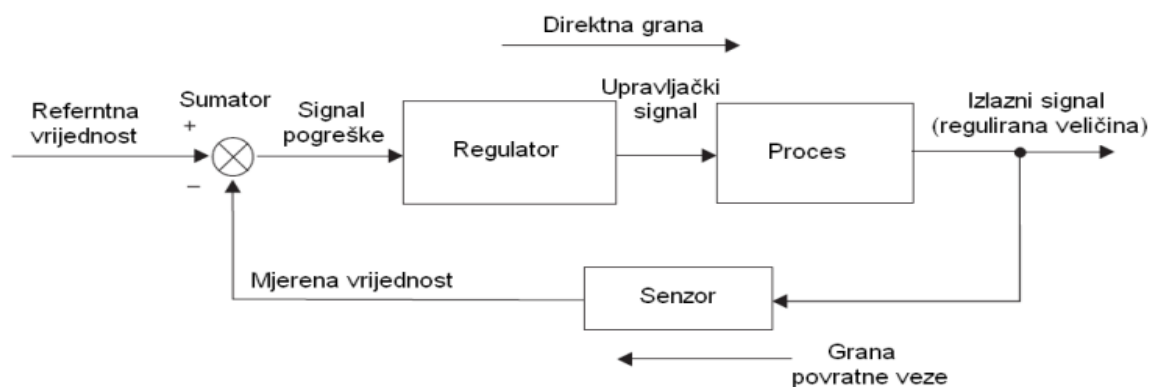 Direktna grana
Referntna
vrijednost
Sumator
+
−
Signal
pogreške
Regulator
Upravljački
signal
Proces
Izlazni signal
(regulirana veličina)
Mjerena vrijednost
Senzor
Grana
povratne veze